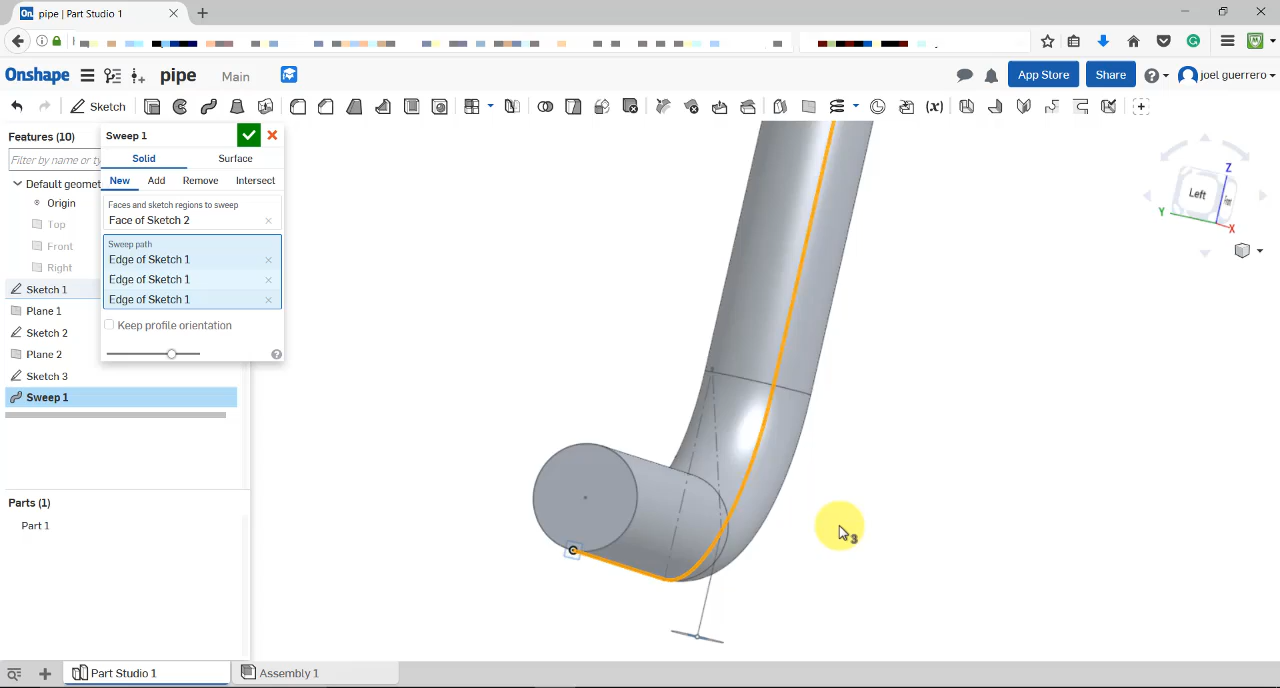 On pipe | Part Studio 1
Onshape
pipe
Main
App Store
Share
joel guerrero
Sketch
(x)
Features (10)
Filter by name or ty
Default geomet
Origin
Top
Front
Right
Sketch 1
Plane 1
Sketch 2
Plane 2
Sketch 3
Sweep 1
Parts (1)
Part 1
Sweep 1
Solid
Surface
New
Add
Remove
Intersect
Faces and sketch regions to sweep
Face of Sketch 2
Sweep path
Edge of Sketch 1
Edge of Sketch 1
Edge of Sketch 1
Keep profile orientation
3
Z
Left
Y
X
Part Studio 1
Assembly 1